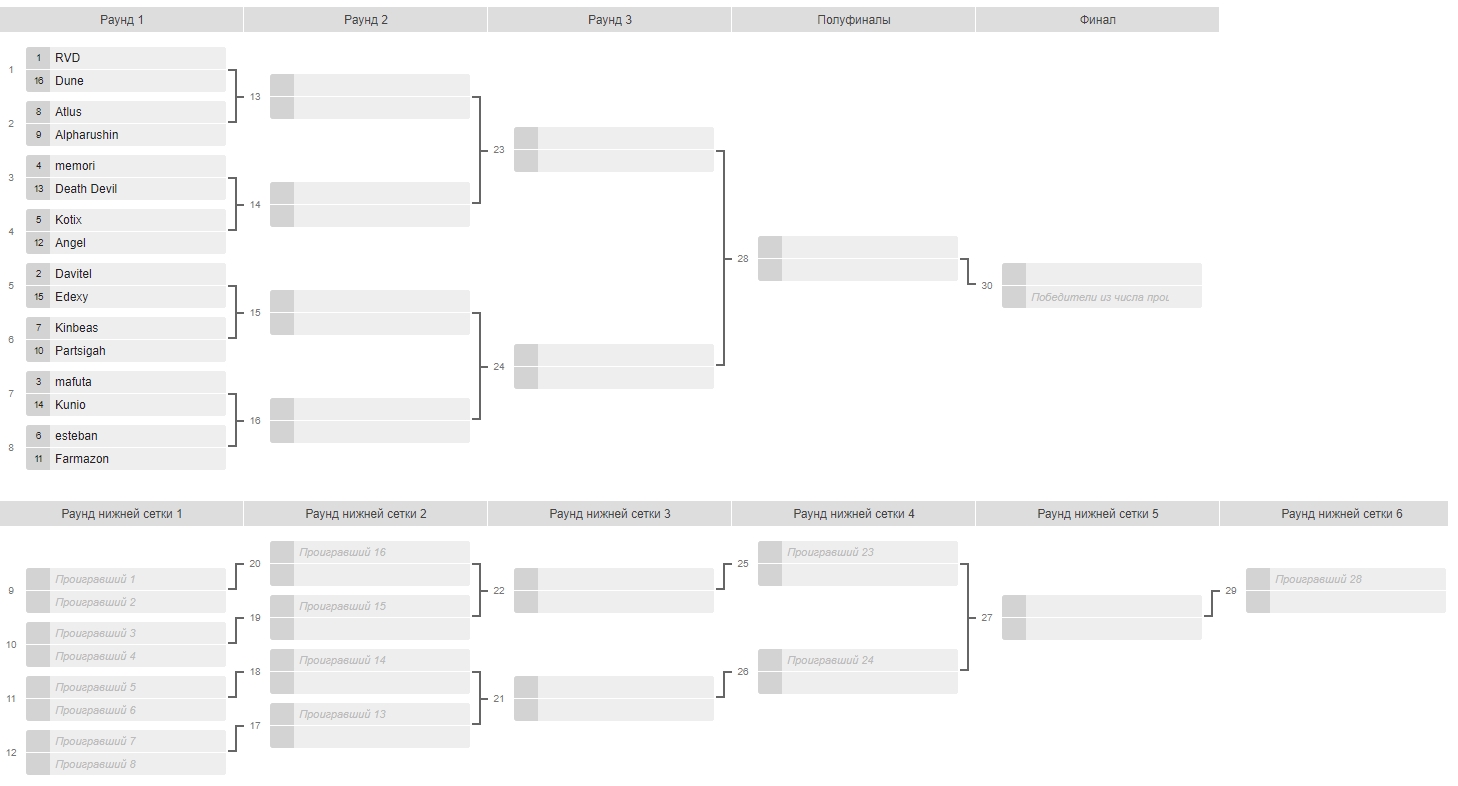 Раунд 1 Раунд 2 Раунд 3 Полуфиналы Финал
1 1 RVD
16 Dune
2 8 Atlus
9 Alpharushin
3 4 memori
13 Death Devil
4 5 Kotix
12 Angel
5 2 Davitel
15 Edexy
6 7 Kinbeas
10 Partsigah
7 3 mafuta
14 Kunio
8 6 esteban
11 Farmazon
13
14
15
16
23
24
28
30
Победители из числа прои
Раунд нижней сетки 1 Раунд нижней сетки 2 Раунд нижней сетки 3 Раунд нижней сетки 4 Раунд нижней сетки 5 Раунд нижней сетки 6
9 Проигравший 1
Проигравший 2
10 Проигравший 3
Проигравший 4
11 Проигравший 5
Проигравший 6
12 Проигравший 7
Проигравший 8
20 Проигравший 16
19 Проигравший 15
18 Проигравший 14
17 Проигравший 13
22
21
25 Проигравший 23
26 Проигравший 24
27
29 Проигравший 28